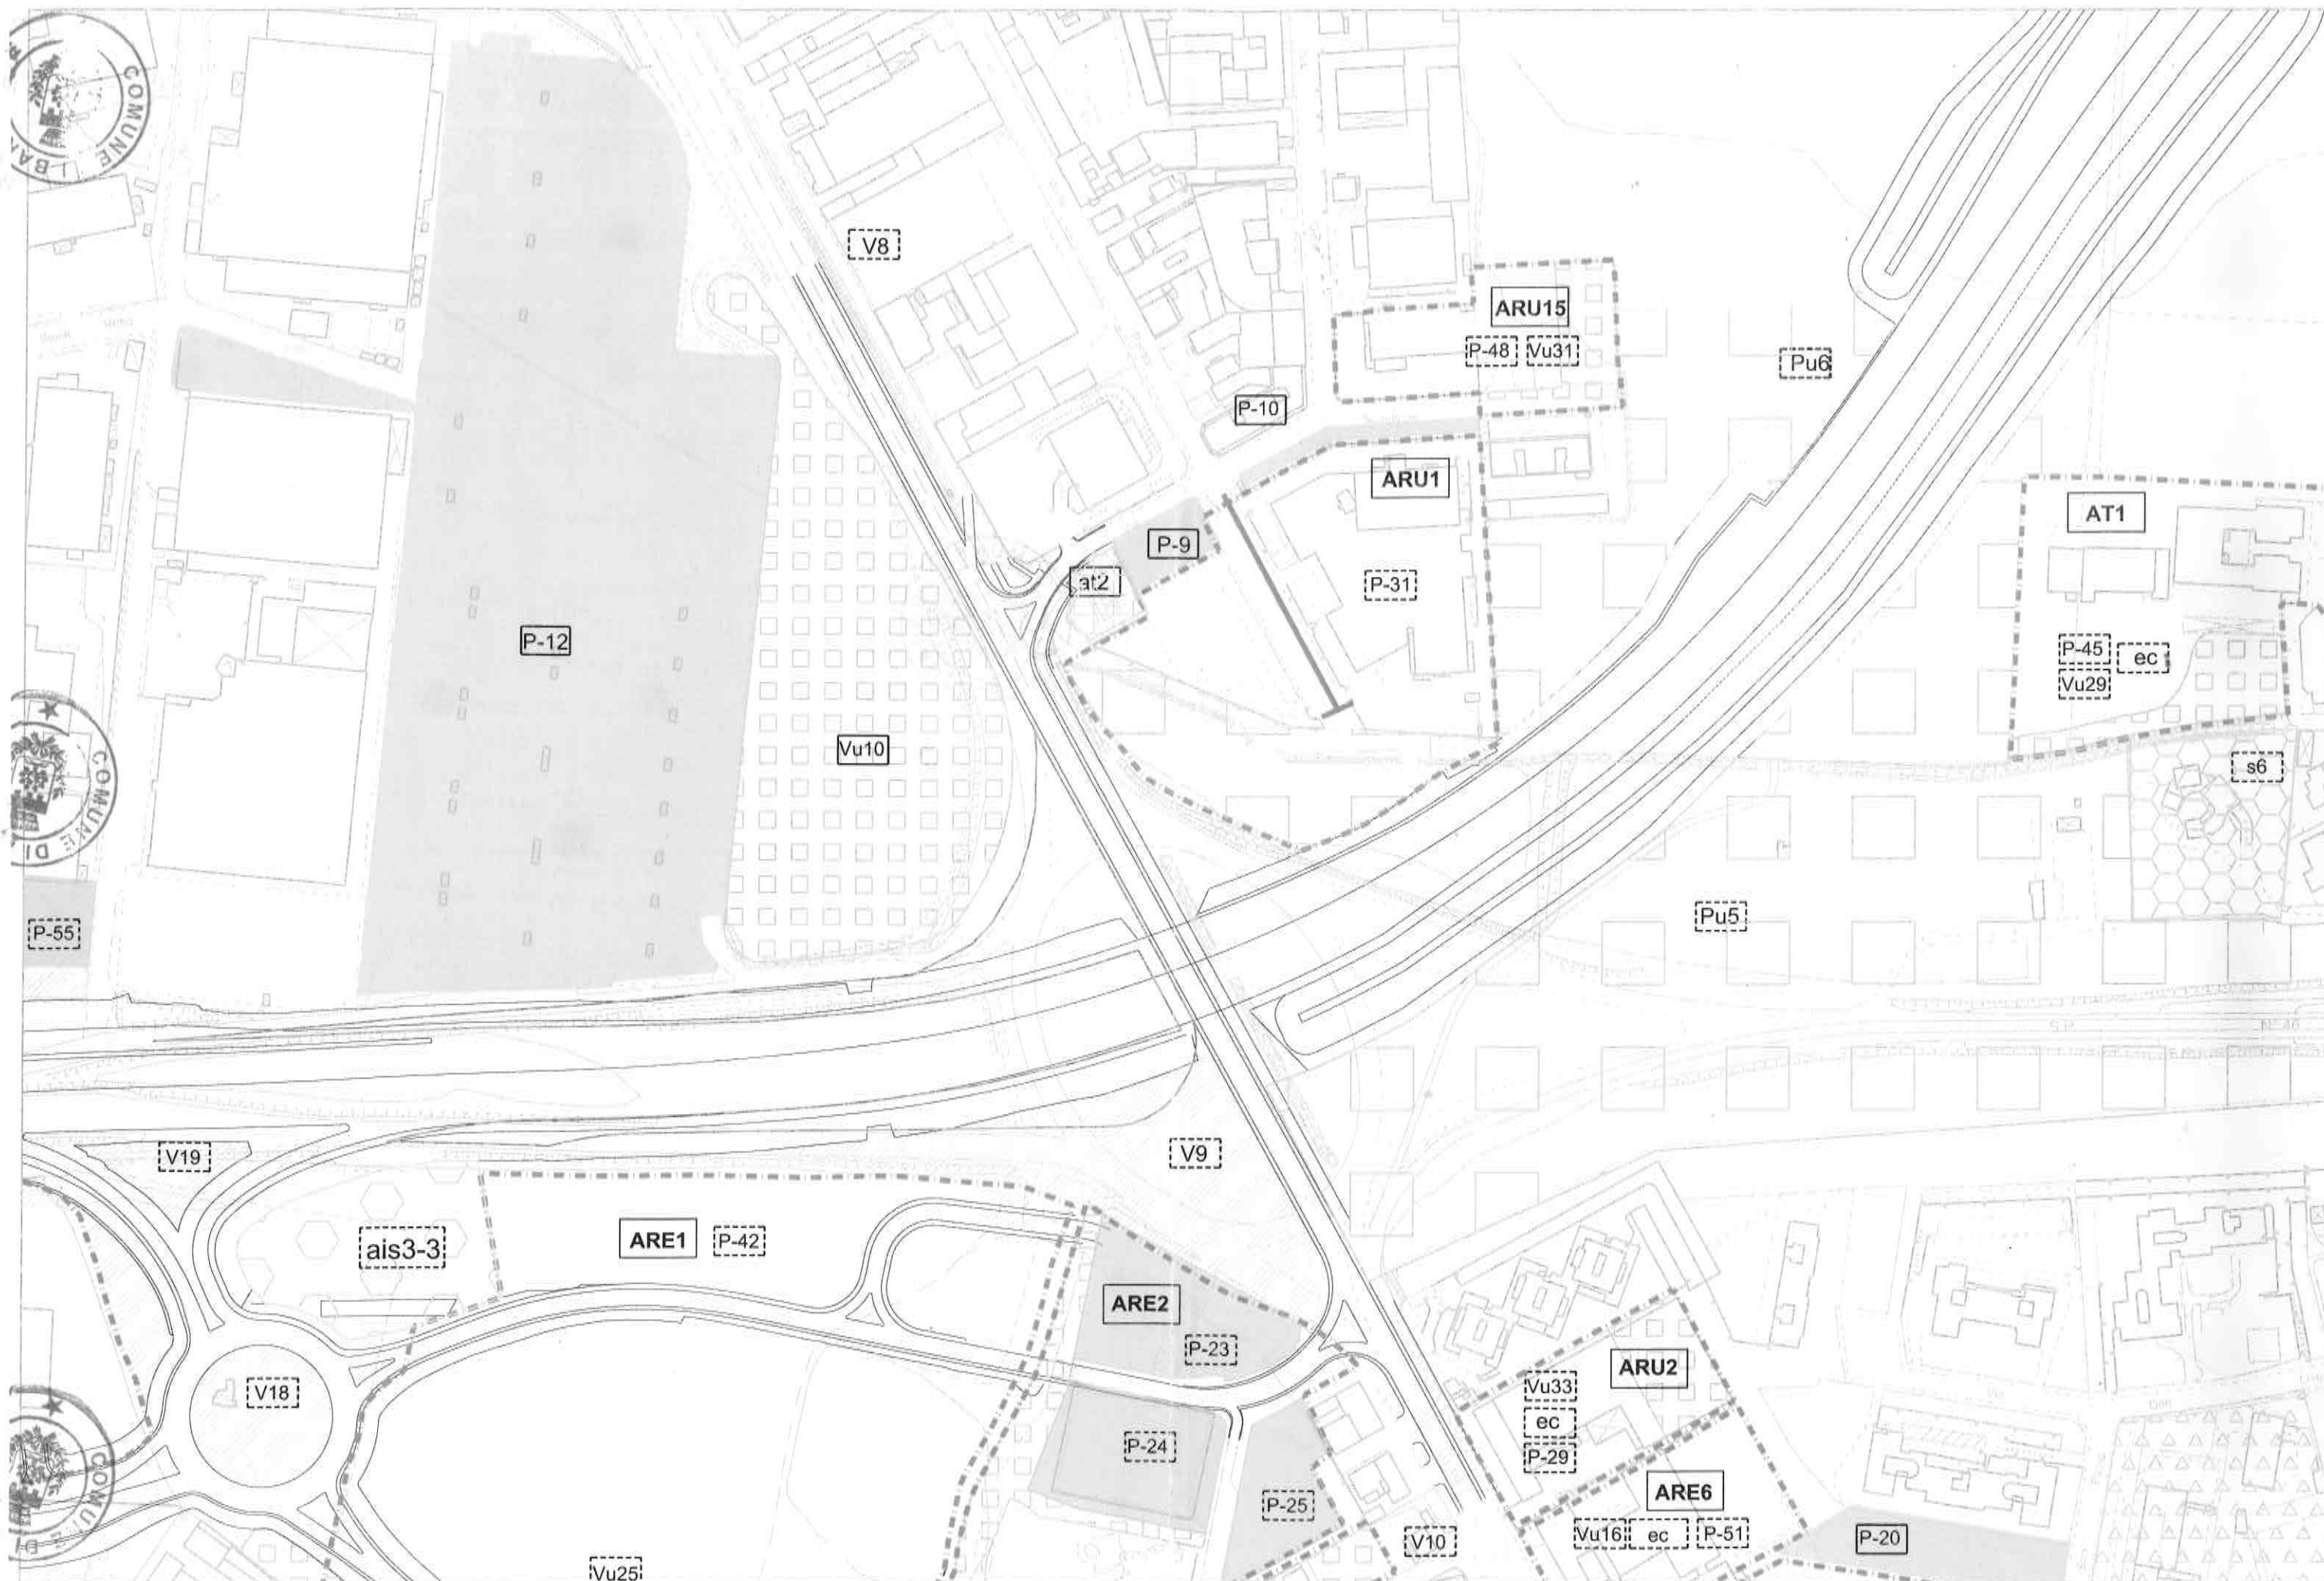 COMUNE
V8
ARU15
P-48 Vu31
Pu6
P-10
ARU1
AT1
P-9
at2
P-31
P-12
P-45 ec
Vu29
Vu10
s6
COMUNE DI
P-55
Pu5
S.P. N° 46
V19
V9
ais3-3
ARE1 P-42
ARE2
P-23
ARU2
V18
Vu33
ec
P-29
P-24
ARE6
P-25
Vu16 ec P-51
V10
P-20
Vu25